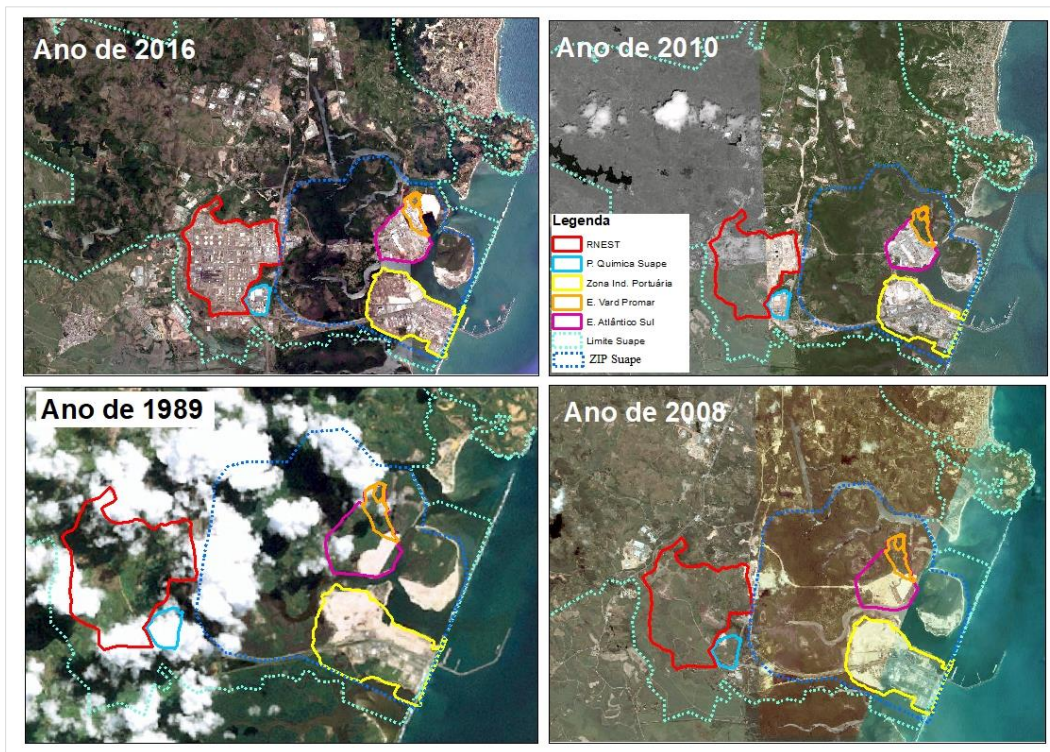 Ano de 2016
Ano de 2010
Legenda
RNEST
P. Química Suape
Zona Ind. Portuária
E. Vard Promar
E. Atlântico Sul
Limite Suape
ZIP Suape
Ano de 1989
Ano de 2008